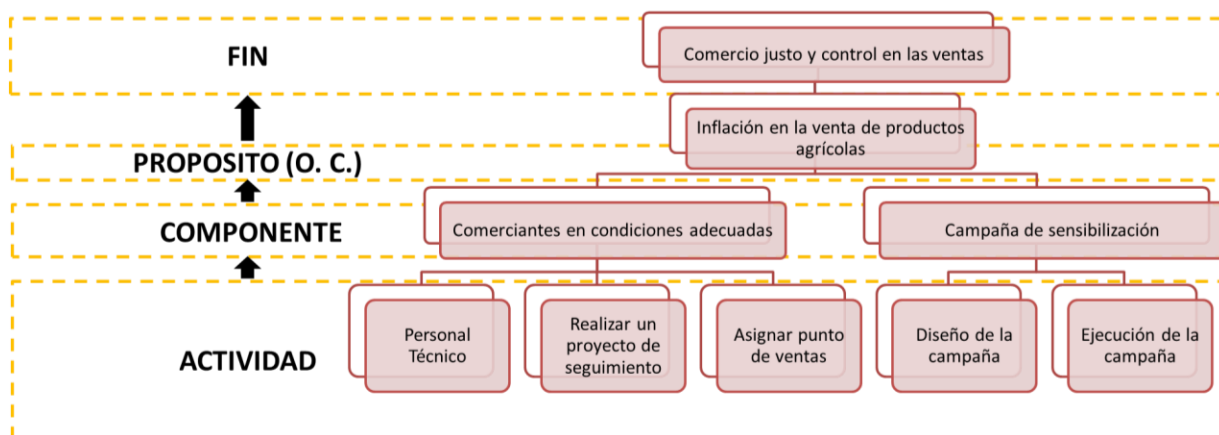 FIN
Comercio justo y control en las ventas
Inflación en la venta de productos
agrícolas
PROPOSITO (O. C.)
COMPONENTE
Comerciantes en condiciones adecuadas
Campaña de sensibilización
ACTIVIDAD
Personal
Técnico
Realizar un
proyecto de
seguimiento
Asignar punto
de ventas
Diseño de la
campaña
Ejecución de la
campaña